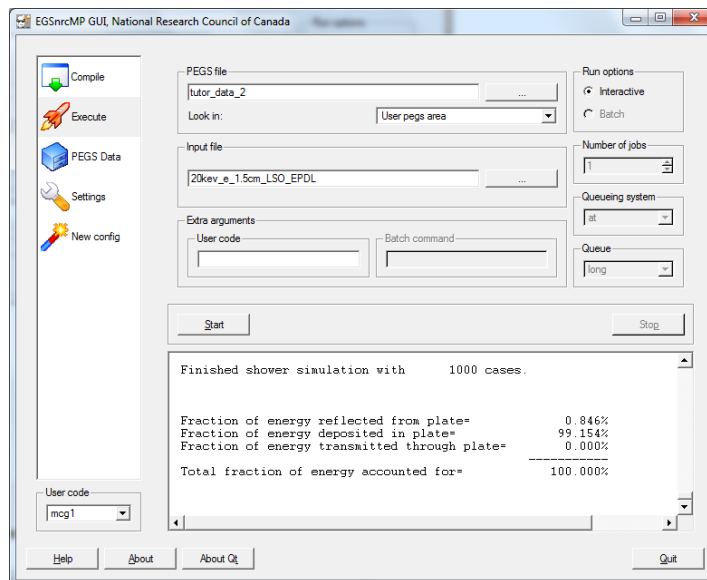 EGSnrcMP GUI, National Research Council of Canada
Compile
Execute
PEGS Data
Settings
New config
User code
mcg1
PEGS file
tutor_data_2
...
Look in:
User pegs area
Input file
20kev_e_1.5cm_LSO_EPDL
...
Extra arguments
User code
Batch command
Run options
Interactive
Batch
Number of jobs
1
Queueing system
at
Queue
long
Start
Stop
Finished shower simulation with 1000 cases.
Fraction of energy reflected from plate= 0.846%
Fraction of energy deposited in plate= 99.154%
Fraction of energy transmitted through plate= 0.000%
-----------
Total fraction of energy accounted for= 100.000%
Help
About
About Qt
Quit